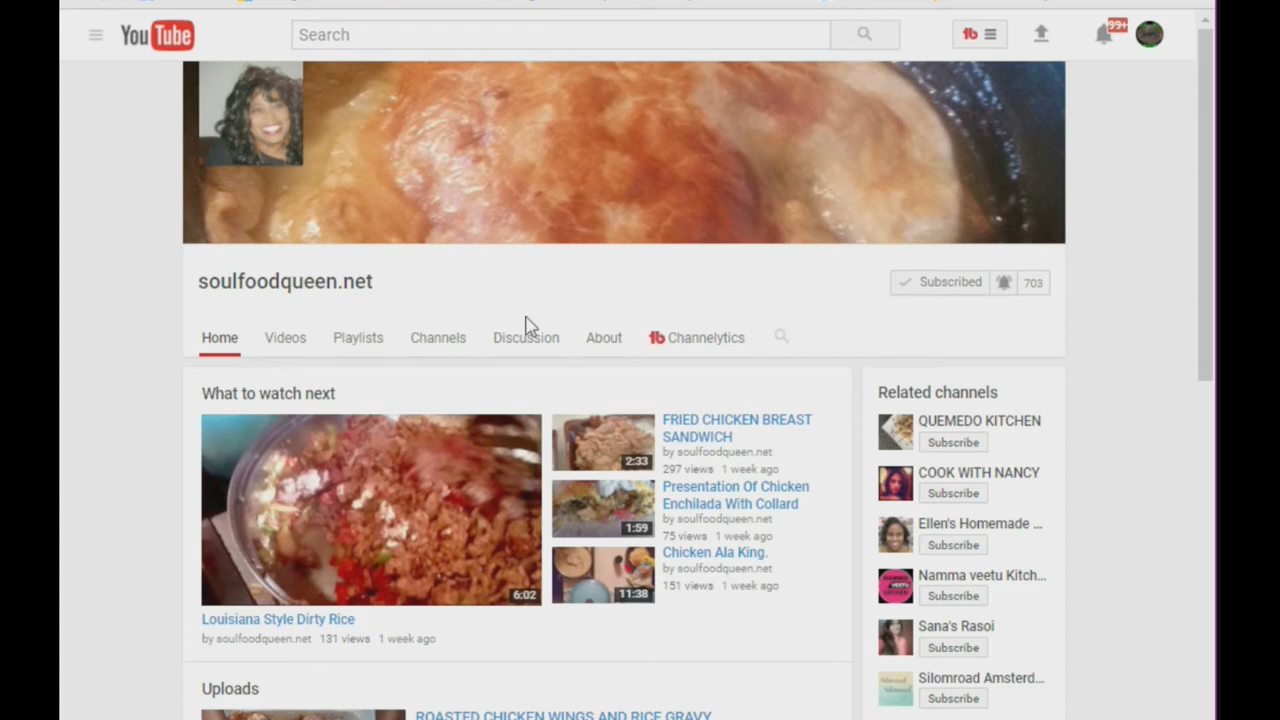 YouTube
Search
99+
soulfoodqueen.net
Subscribed
703
Home
Videos
Playlists
Channels
Discussion
About
Channelytics
What to watch next
6:02
Louisiana Style Dirty Rice
by soulfoodqueen.net 131 views 1 week ago
2:33
FRIED CHICKEN BREAST
SANDWICH
by soulfoodqueen.net
297 views 1 week ago
1:59
Presentation Of Chicken
Enchilada With Collard
by soulfoodqueen.net
75 views 1 week ago
11:38
Chicken Ala King.
by soulfoodqueen.net
151 views 1 week ago
Uploads
ROASTED CHICKEN WINGS AND RICE GRAVY
Related channels
QUEMEDO KITCHEN
Subscribe
COOK WITH NANCY
Subscribe
Ellen's Homemade ...
Subscribe
Namma veetu Kitch...
Subscribe
Sana's Rasoi
Subscribe
Silomroad Amsterd...
Subscribe